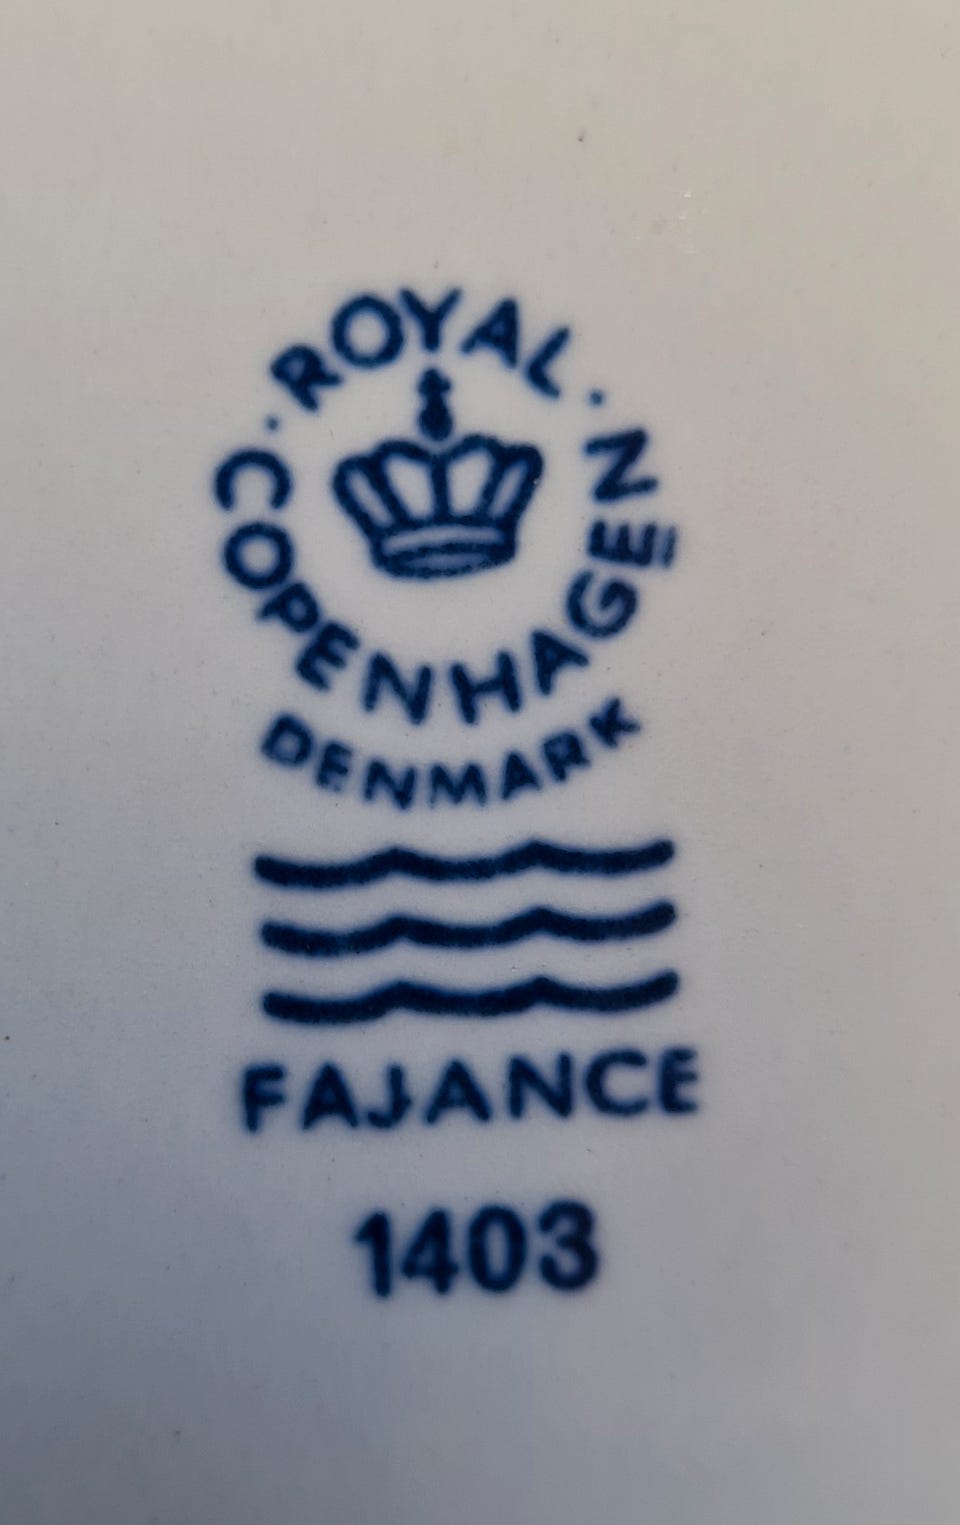 ROYAL
COPENHAGEN
DENMARK
FAJANCE
1403